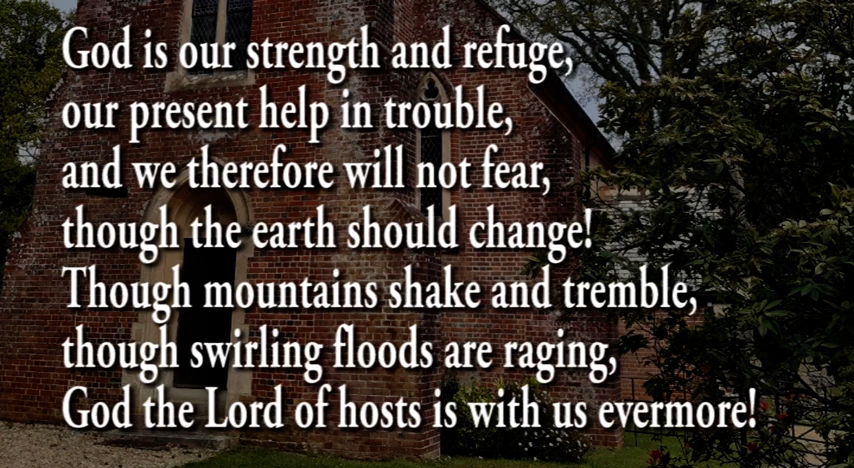 God is our strength and refuge,
our present help in trouble,
and we therefore will not fear,
though the earth should change!
Though mountains shake and tremble,
though swirling floods are raging,
God the Lord of hosts is with us evermore!